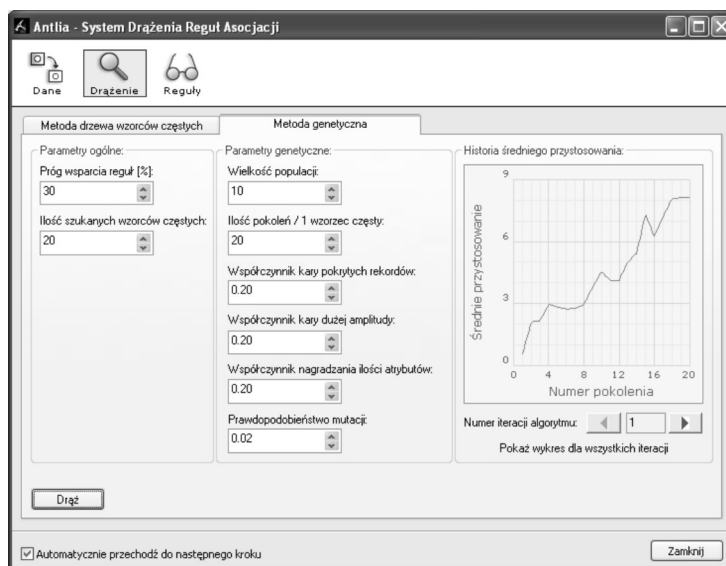 Antlia - System Drążenia Reguł Asocjacji
Dane
Drążenie
Reguły
Metoda drzewa wzorców częstych
Metoda genetyczna
Parametry ogólne:
Próg wsparcia reguł [%]:
30
Ilość szukanych wzorców częstych:
20
Parametry genetyczne:
Wielkość populacji:
10
Ilość pokoleń / 1 wzorzec częsty:
20
Współczynnik kary pokrytych rekordów:
0.20
Współczynnik kary dużej amplitudy:
0.20
Współczynnik nagradzania ilości atrybutów:
0.20
Prawdopodobieństwo mutacji:
0.02
Historia średniego przystosowania:
Średnie przystosowanie
9
6
3
0
0 4 8 12 16 20
Numer pokolenia
Numer iteracji algorytmu:
1
Pokaż wykres dla wszystkich iteracji
Drąż
Automatycznie przechodź do następnego kroku
Zamknij